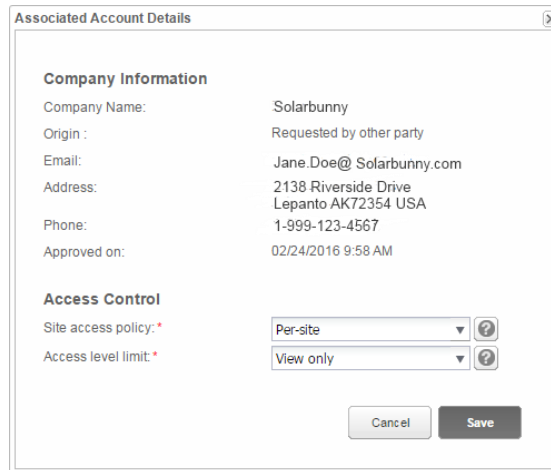 Associated Account Details
Company Information
Company Name: Solarbunny
Origin : Requested by other party
Email: Jane.Doe@ Solarbunny.com
Address: 2138 Riverside Drive
Lepanto AK72354 USA
Phone: 1-999-123-4567
Approved on: 02/24/2016 9:58 AM
Access Control
Site access policy:* Per-site ?
Access level limit:* View only ?
Cancel Save